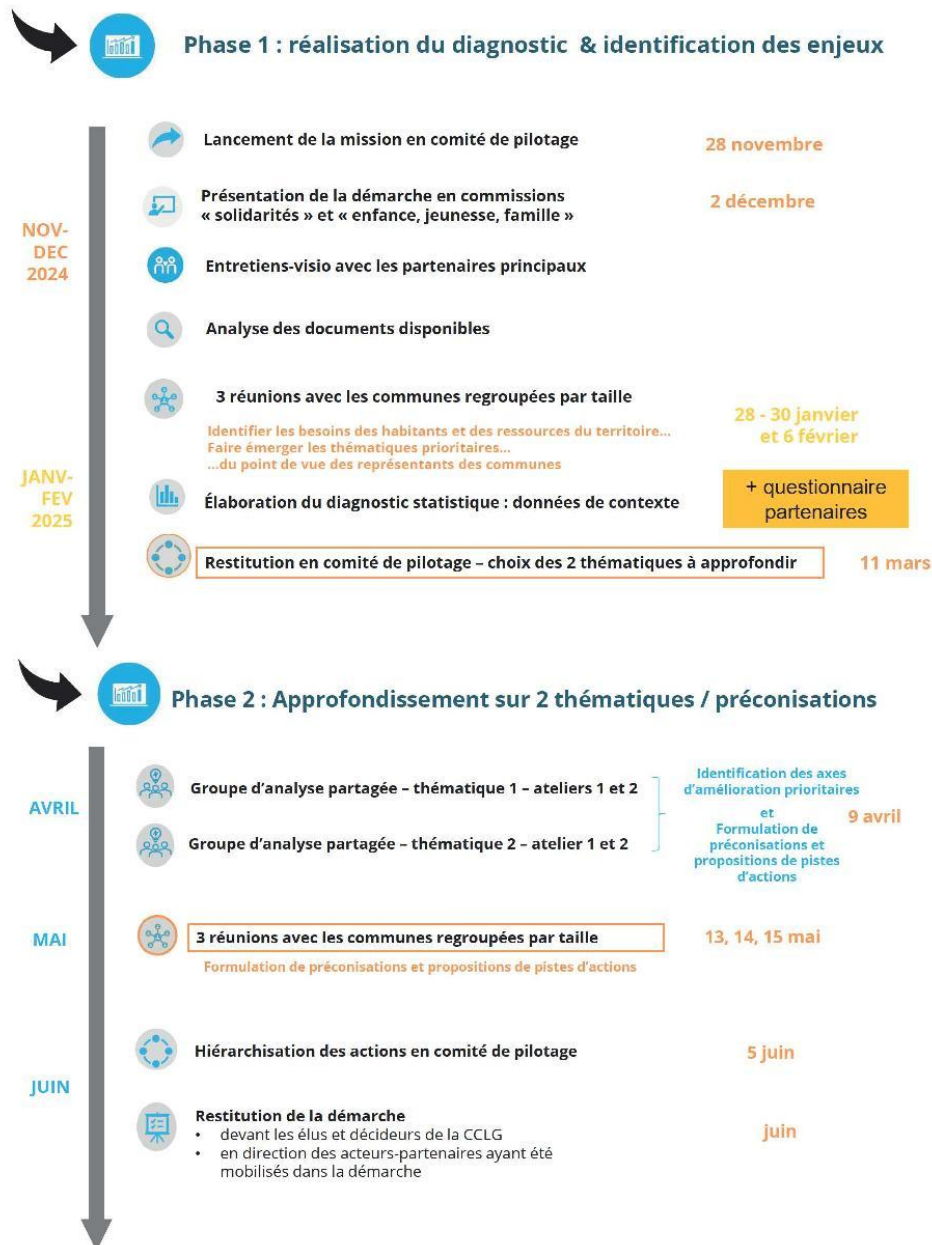 Phase 1 : réalisation du diagnostic & identification des enjeux
Lancement de la mission en comité de pilotage
28 novembre
Présentation de la démarche en commissions
« solidarités » et « enfance, jeunesse, famille »
2 décembre
NOV-
DEC
2024
Entretiens-visio avec les partenaires principaux
Analyse des documents disponibles
3 réunions avec les communes regroupées par taille
28 - 30 janvier
et 6 février
Identifier les besoins des habitants et des ressources du territoire...
Faire émerger les thématiques prioritaires...
...du point de vue des représentants des communes
JANV-
FEV
2025
Élaboration du diagnostic statistique : données de contexte
+ questionnaire
partenaires
Restitution en comité de pilotage – choix des 2 thématiques à approfondir
11 mars
Phase 2 : Approfondissement sur 2 thématiques / préconisations
AVRIL
Groupe d'analyse partagée – thématique 1 – ateliers 1 et 2
Groupe d'analyse partagée – thématique 2 – atelier 1 et 2
Identification des axes
d'amélioration prioritaires
et
Formulation de
préconisations et
propositions de pistes
d'actions
9 avril
MAI
3 réunions avec les communes regroupées par taille
13, 14, 15 mai
Formulation de préconisations et propositions de pistes d'actions
JUIN
Hiérarchisation des actions en comité de pilotage
5 juin
Restitution de la démarche
• devant les élus et décideurs de la CCLG
• en direction des acteurs-partenaires ayant été
mobilisés dans la démarche
juin